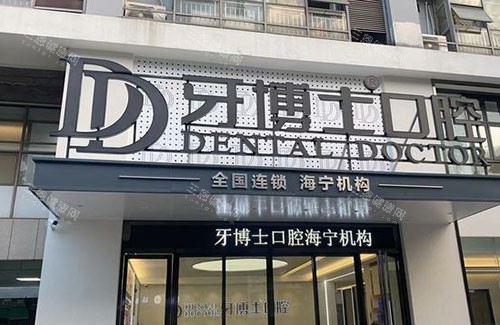 DD 牙博士®口腔
DENTAL DOCTOR
全国连锁 海宁机构
牙博士口腔海宁机构
牙博士口腔